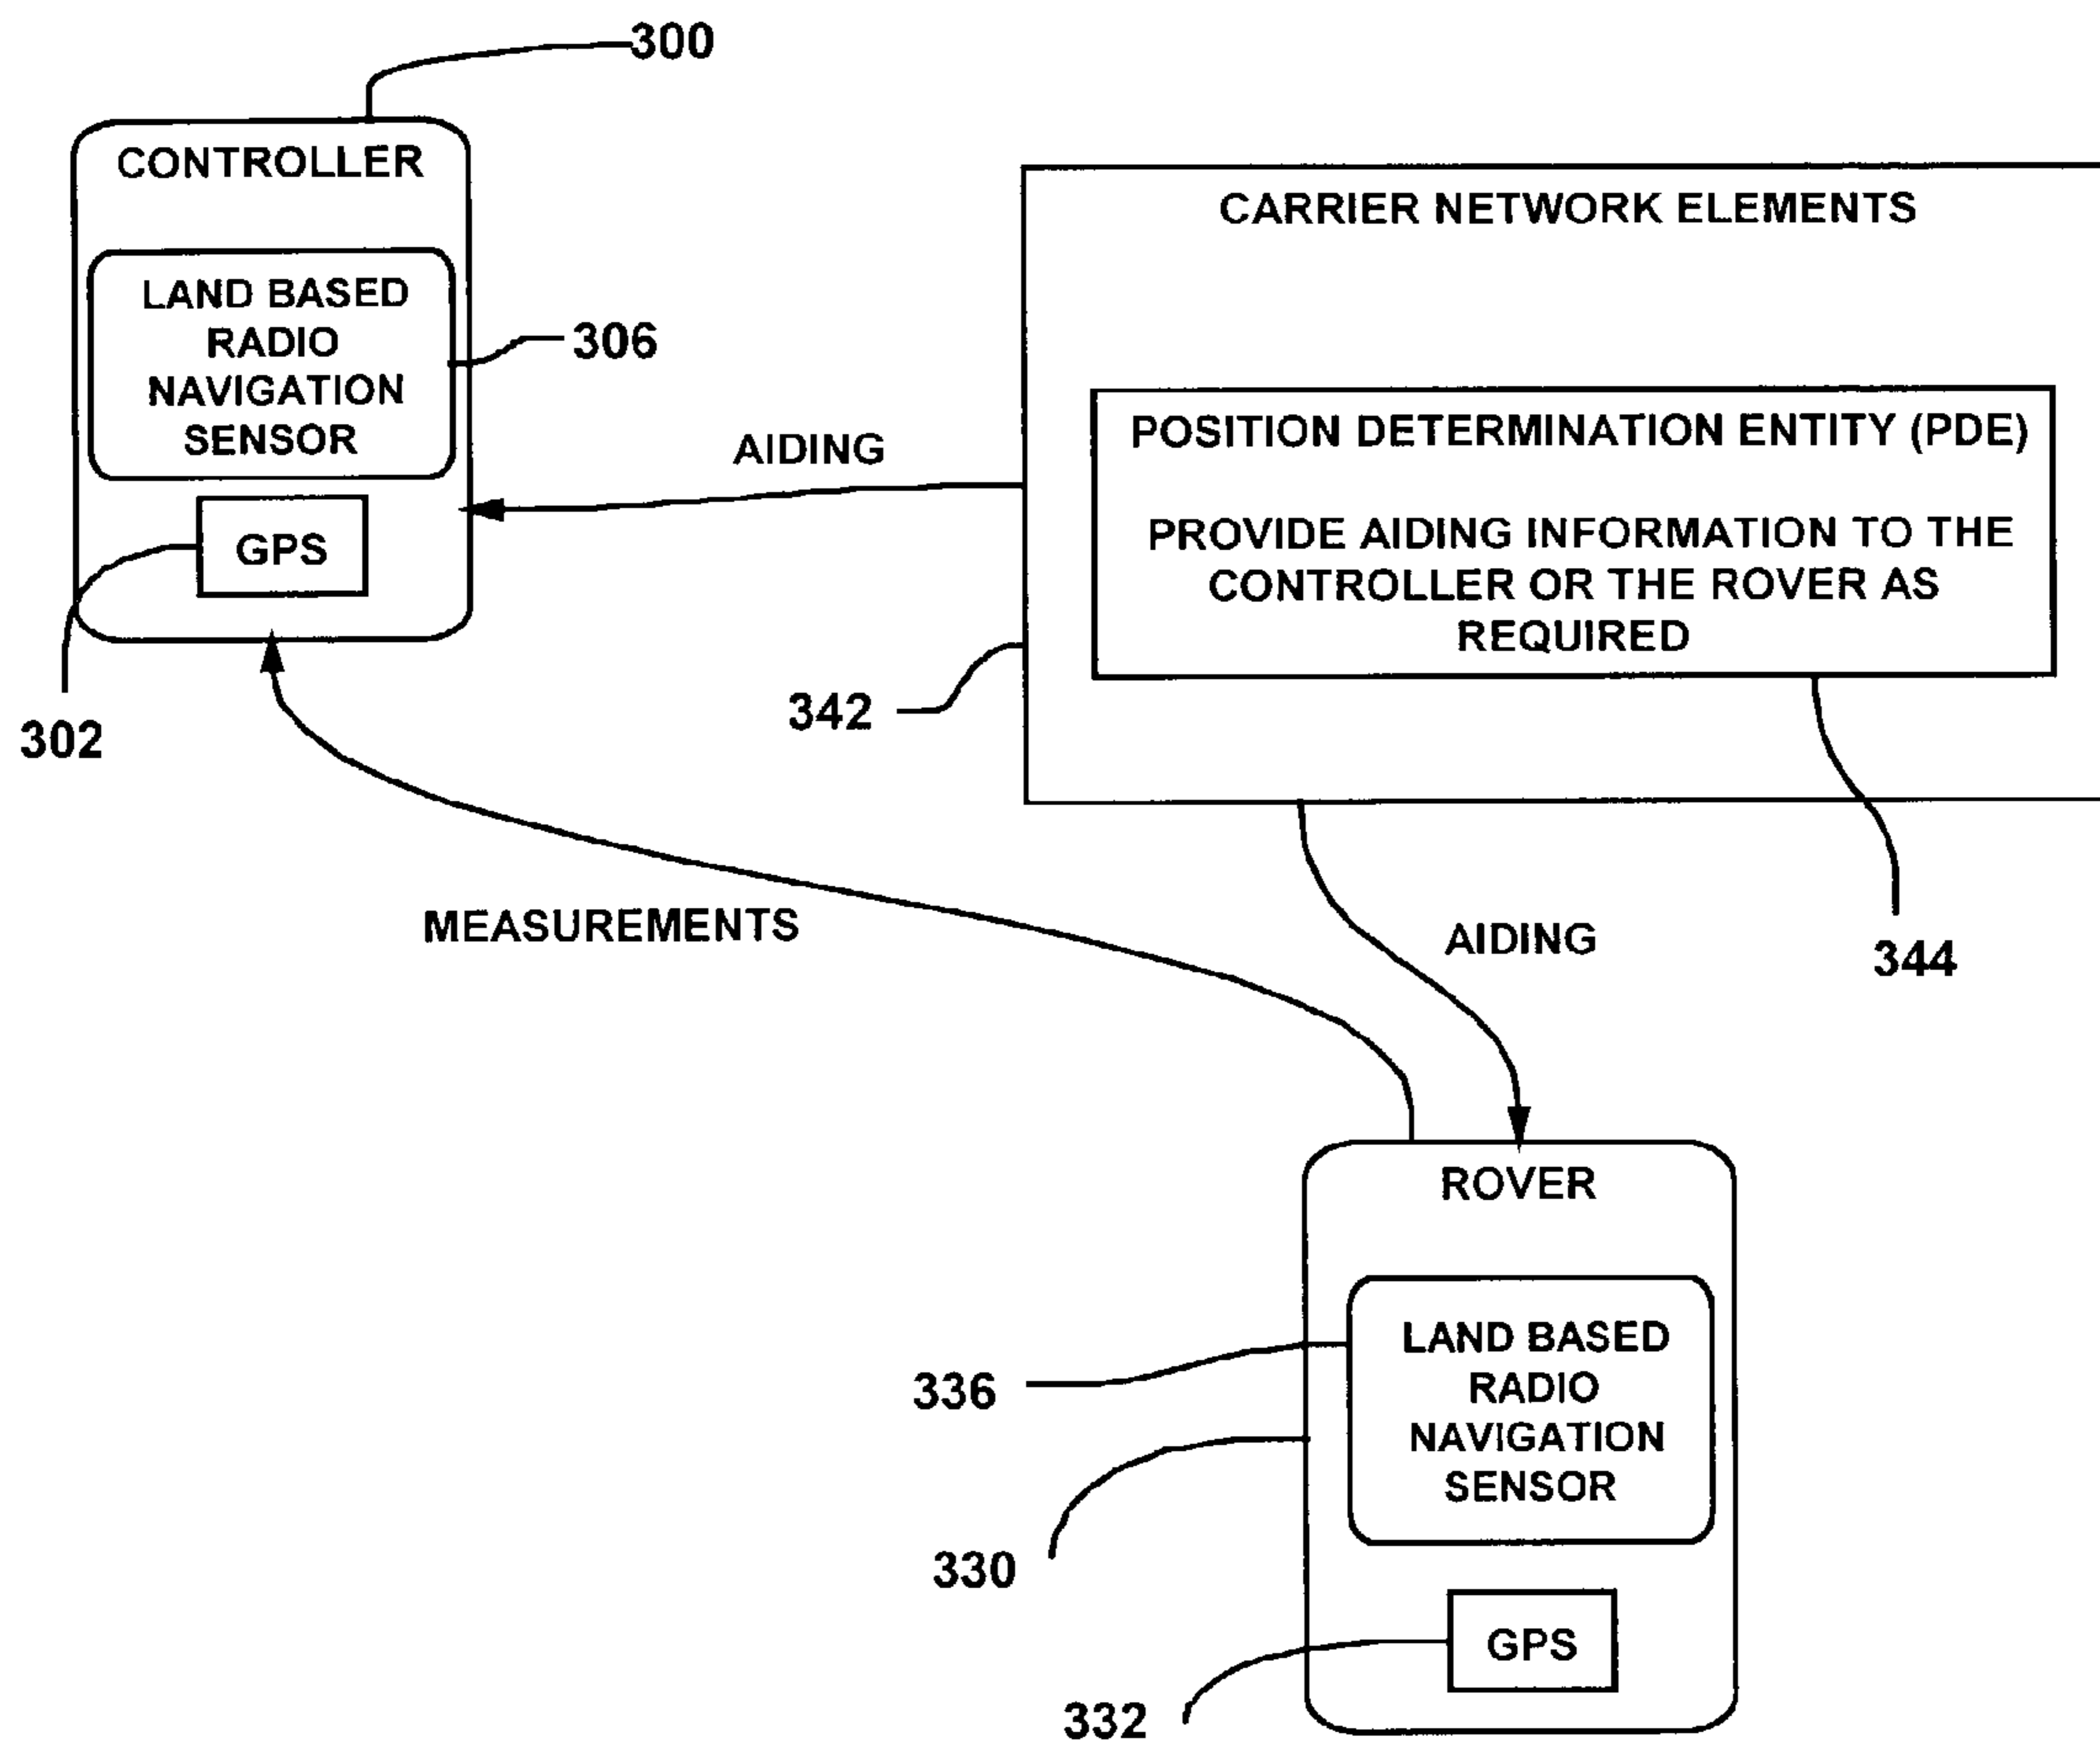 300
CONTROLLER
LAND BASED
RADIO
NAVIGATION
SENSOR
306
GPS
302
AIDING
CARRIER NETWORK ELEMENTS
POSITION DETERMINATION ENTITY (PDE)
PROVIDE AIDING INFORMATION TO THE
CONTROLLER OR THE ROVER AS
REQUIRED
342
344
MEASUREMENTS
AIDING
ROVER
LAND BASED
RADIO
NAVIGATION
SENSOR
336
330
GPS
332